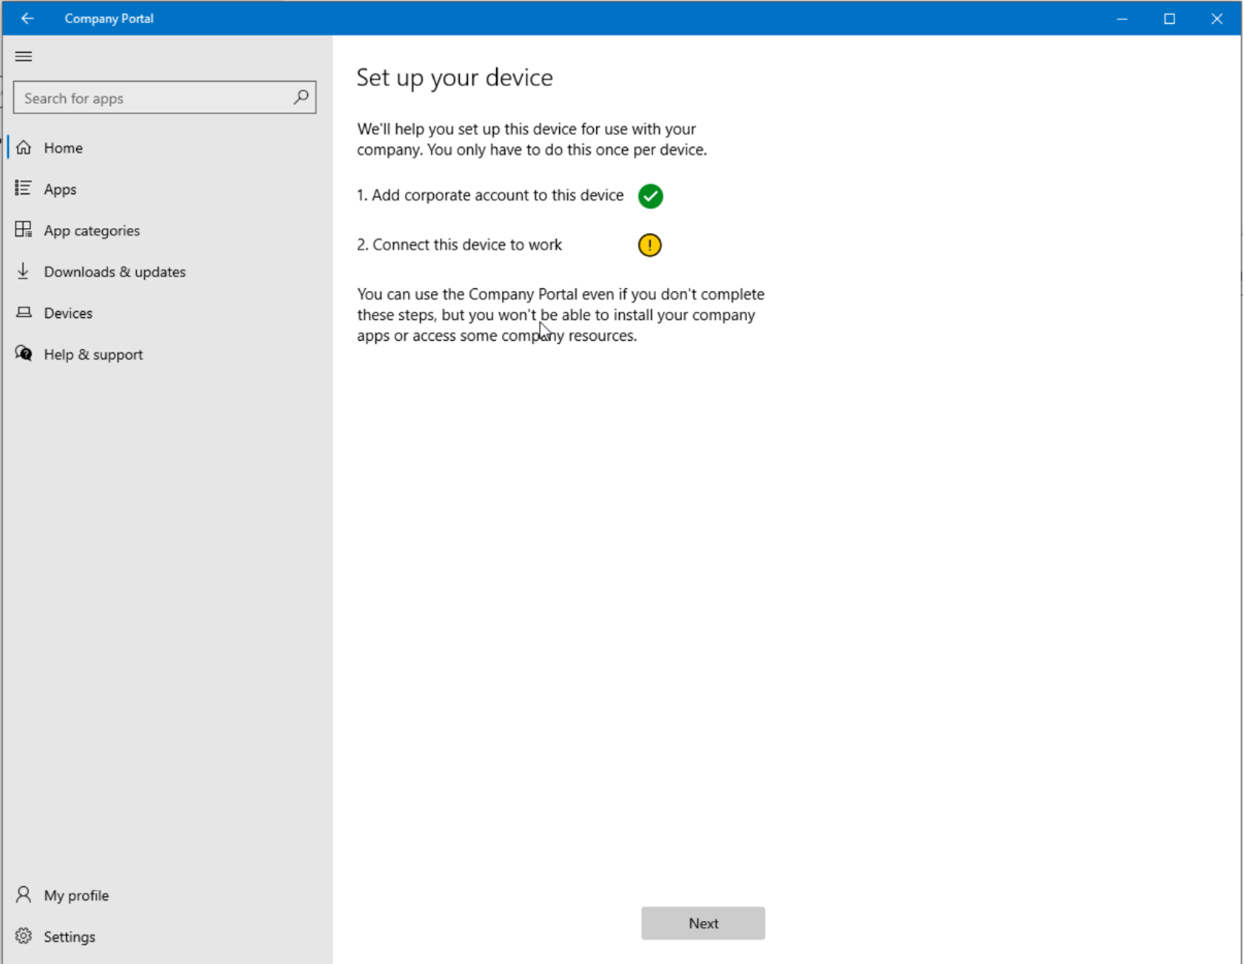 Company Portal
Search for apps
Home
Apps
App categories
Downloads & updates
Devices
Help & support
My profile
Settings
Set up your device
We'll help you set up this device for use with your
company. You only have to do this once per device.
1. Add corporate account to this device
2. Connect this device to work
You can use the Company Portal even if you don't complete
these steps, but you won't be able to install your company
apps or access some company resources.
Next